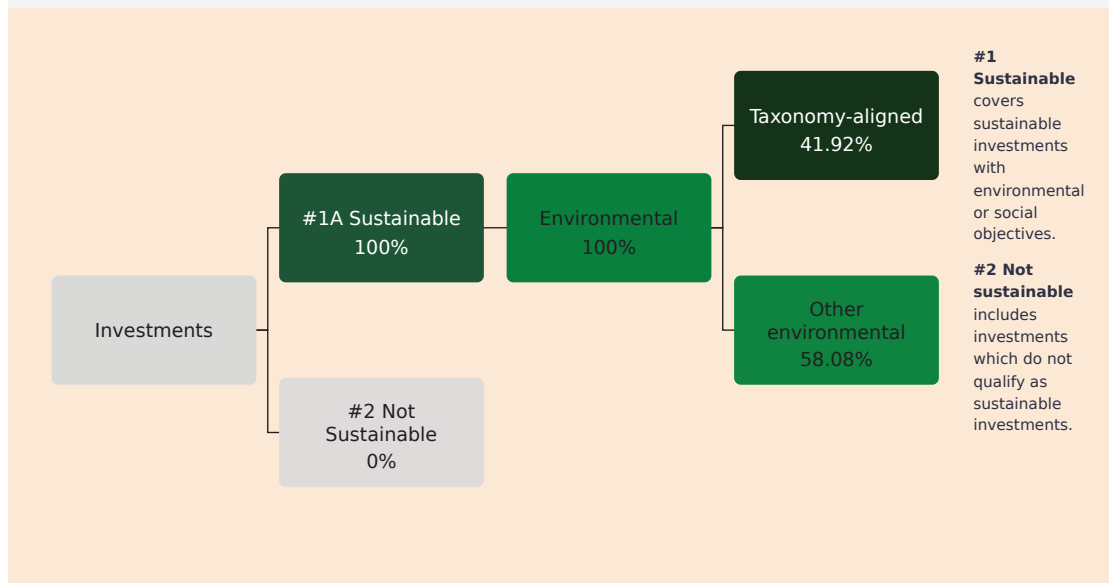 Investments
#1A Sustainable
100%
#2 Not
Sustainable
0%
Environmental
100%
Taxonomy-aligned
41.92%
Other
environmental
58.08%
#1
Sustainable
covers
sustainable
investments
with
environmental
or social
objectives.
#2 Not
sustainable
includes
investments
which do not
qualify as
sustainable
investments.